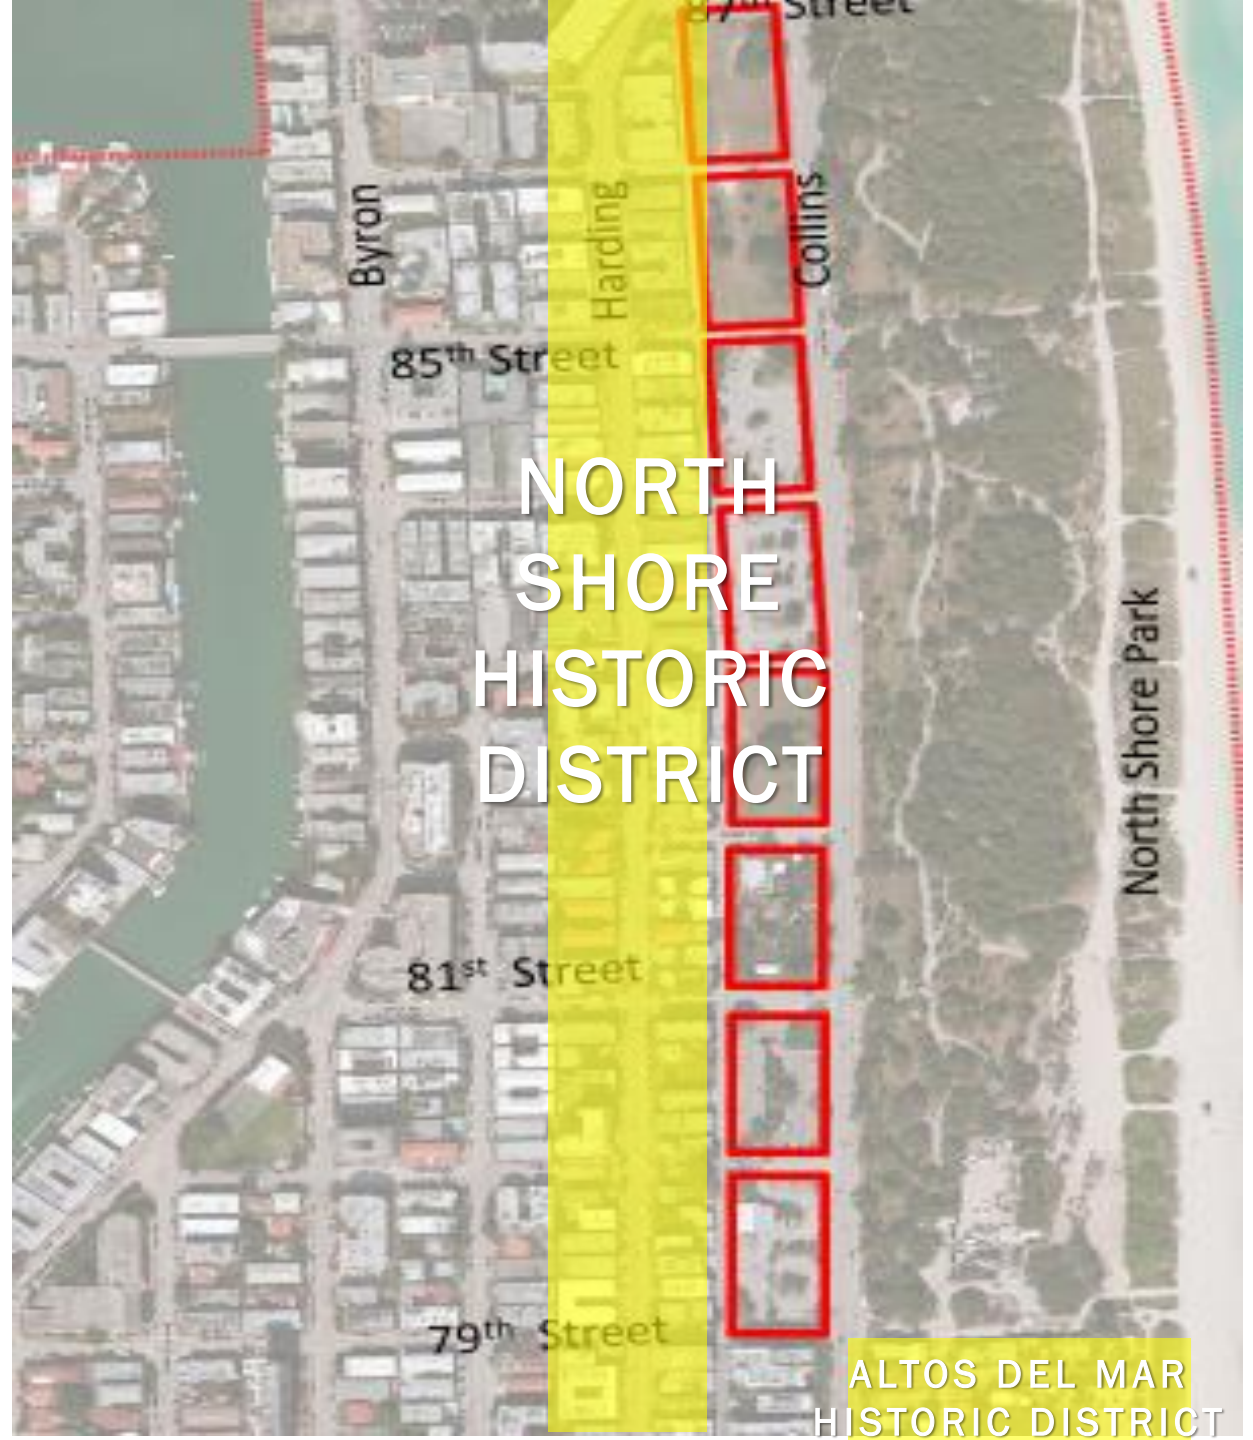 87th Street
Byron
Harding
Collins
85th Street
NORTH
SHORE
HISTORIC
DISTRICT
North Shore Park
81st Street
79th Street
ALTOS DEL MAR
HISTORIC DISTRICT